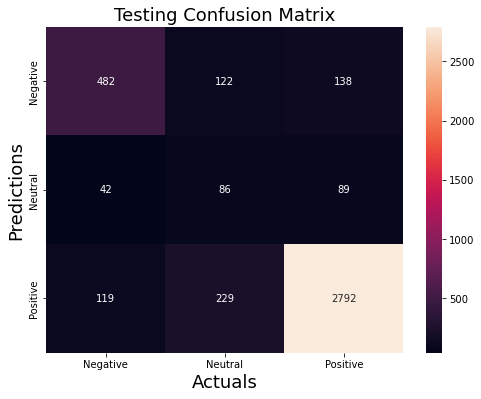 Testing Confusion Matrix
Predictions
Negative
482 122 138
Neutral
42 86 89
Positive
119 229 2792
Negative Neutral Positive
Actuals
2500
2000
1500
1000
500